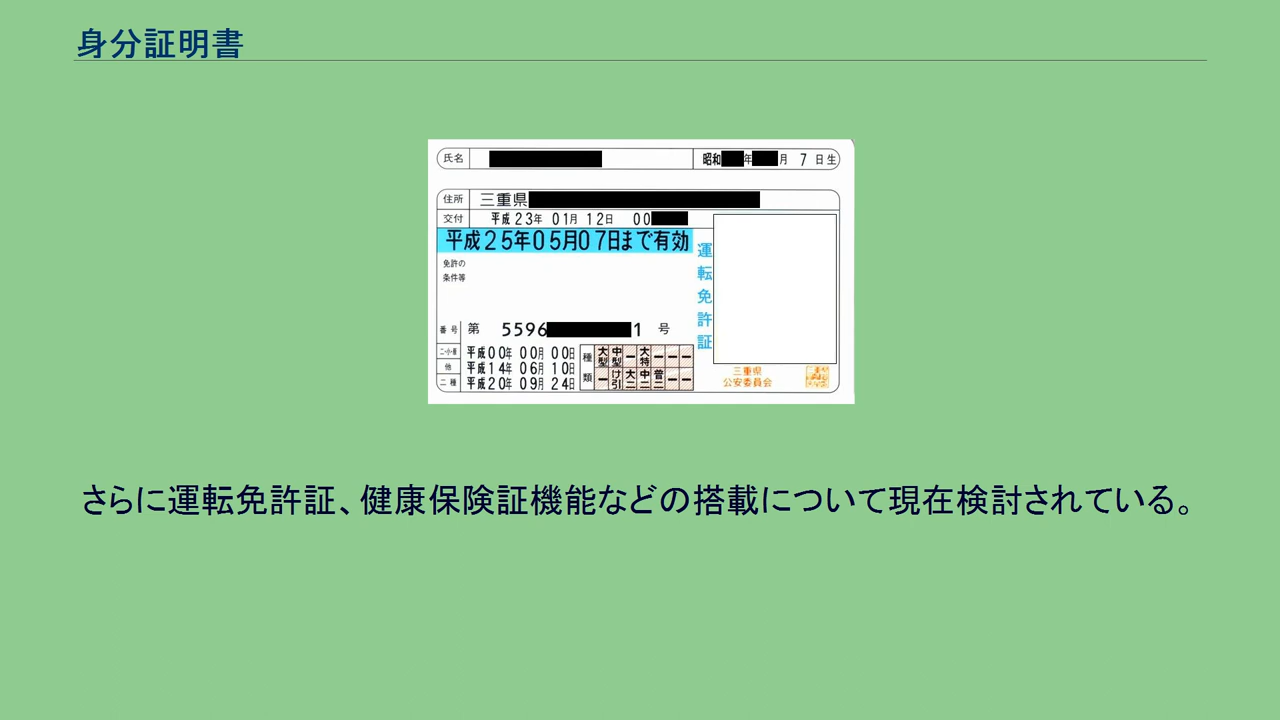 身分証明書
氏名 昭和 年 月 7 日生
住所 三重県
交付 平成23年 01月 12日 00
平成25年05月07日まで有効
免許の
条件等
運転免許証
番号 第 5596 1 号
二・小・原 平成00年 00月 00日
他 平成14年 06月 10日
二種 平成20年 09月 24日
種類
大型 中型 ー 大特 ー ー ー
ー け引 大二 中二 普二 ー ー
三重県
公安委員会
さらに運転免許証、健康保険証機能などの搭載について現在検討されている。